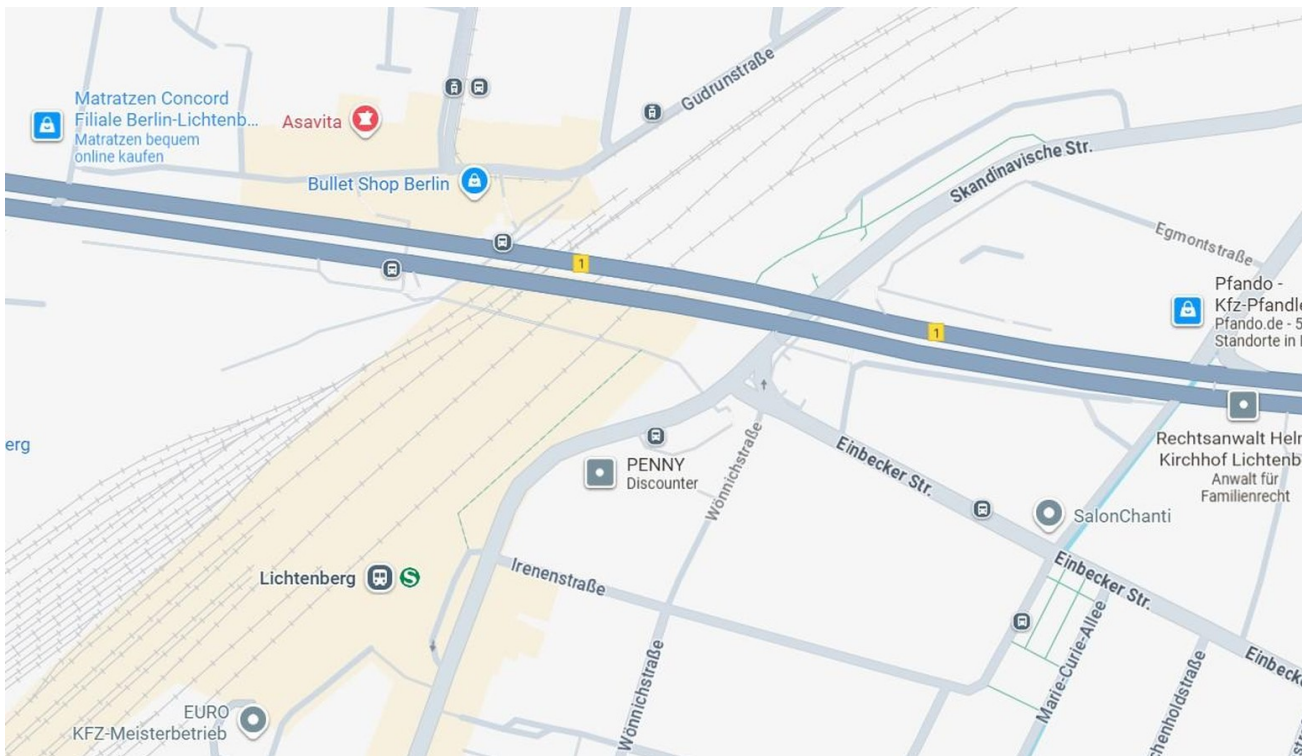 Matratzen Concord
Filiale Berlin-Lichtenb...
Matratzen bequem
online kaufen
Asavita
Gudrunstraße
Bullet Shop Berlin
Skandinavische Str.
Egmontstraße
1
1
Pfando -
Kfz-Pfandle
Pfando.de - 5
Standorte in
erg
PENNY
Discounter
Wönnichstraße
Einbecker Str.
Rechtsanwalt Helm
Kirchhof Lichtenb
Anwalt für
Familienrecht
SalonChanti
Lichtenberg
S
Irenenstraße
Einbecker Str.
Marie-Curie-Allee
Einbecke
Wönnichstraße
chenholdstraße
EURO
KFZ-Meisterbetrieb